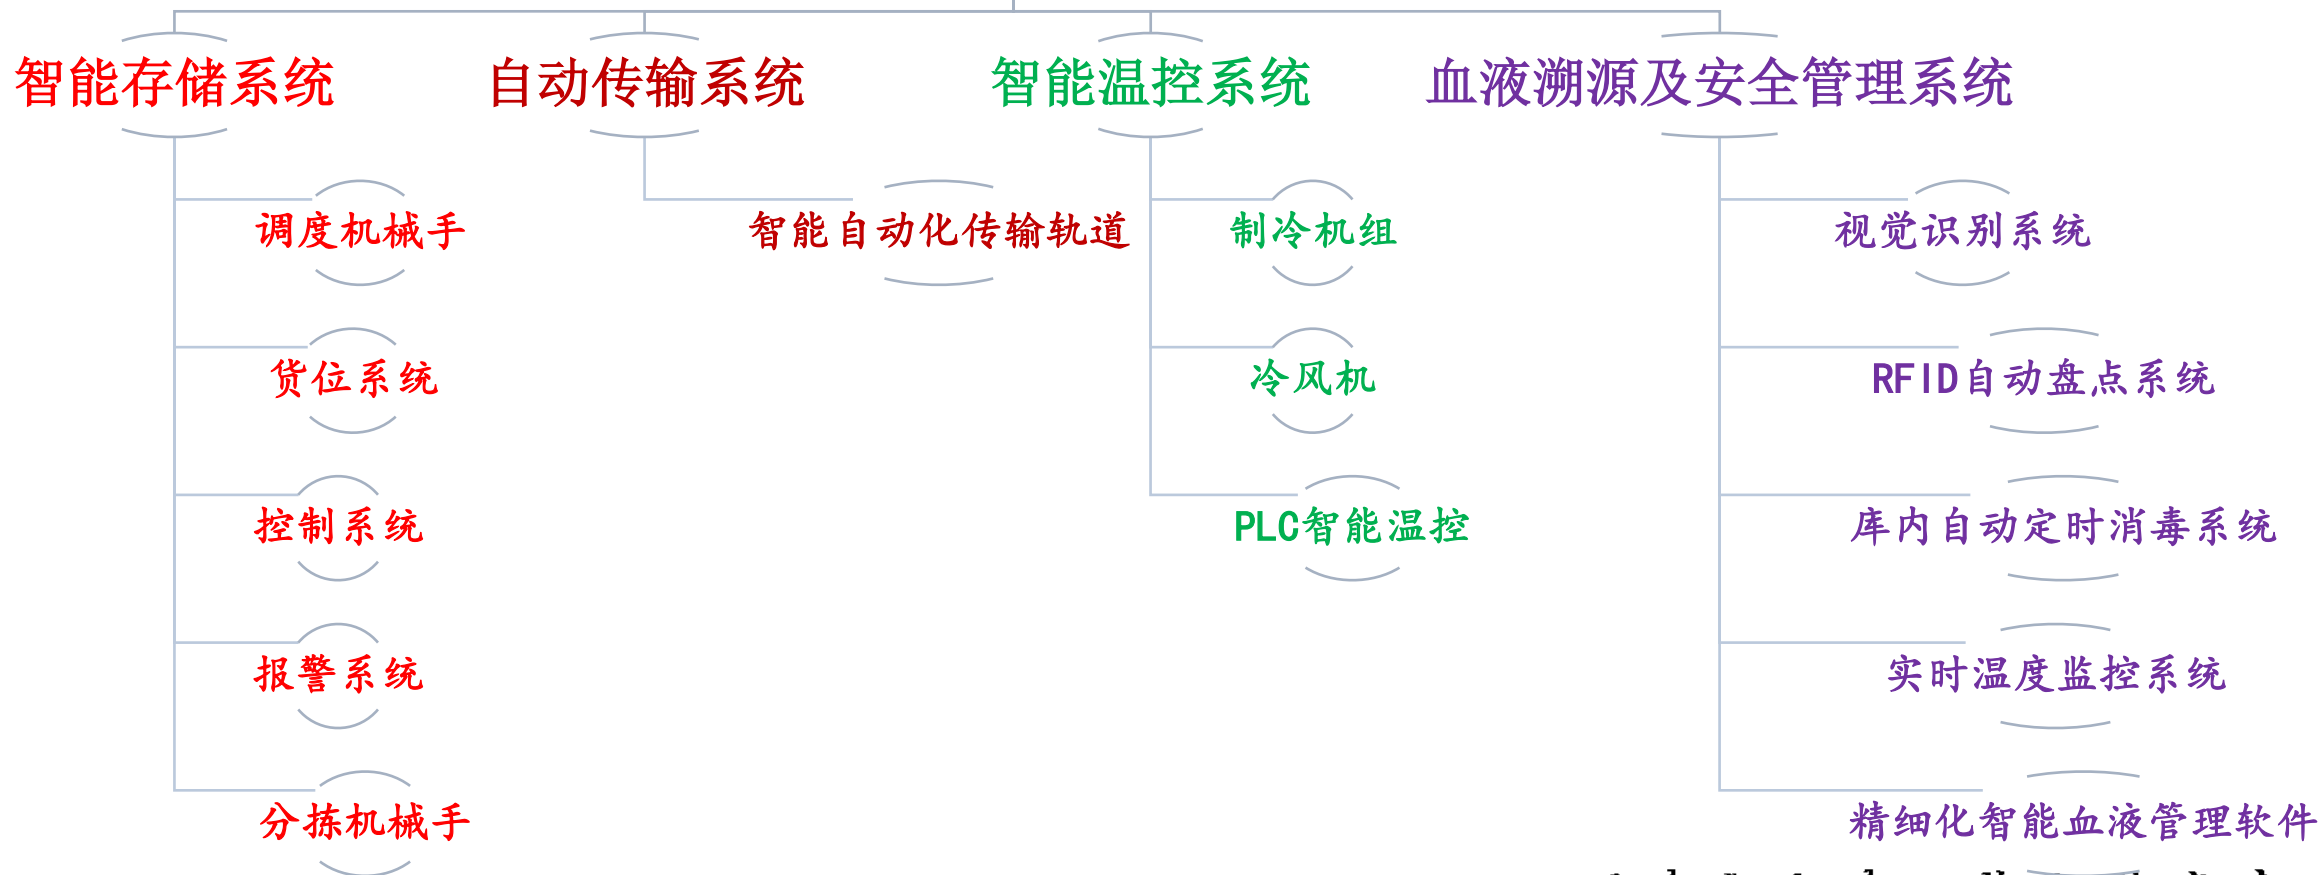 智能存储系统
自动传输系统
智能温控系统
血液溯源及安全管理系统
调度机械手
智能自动化传输轨道
制冷机组
视觉识别系统
货位系统
冷风机
RFID自动盘点系统
控制系统
PLC智能温控
库内自动定时消毒系统
报警系统
实时温度监控系统
分拣机械手
精细化智能血液管理软件